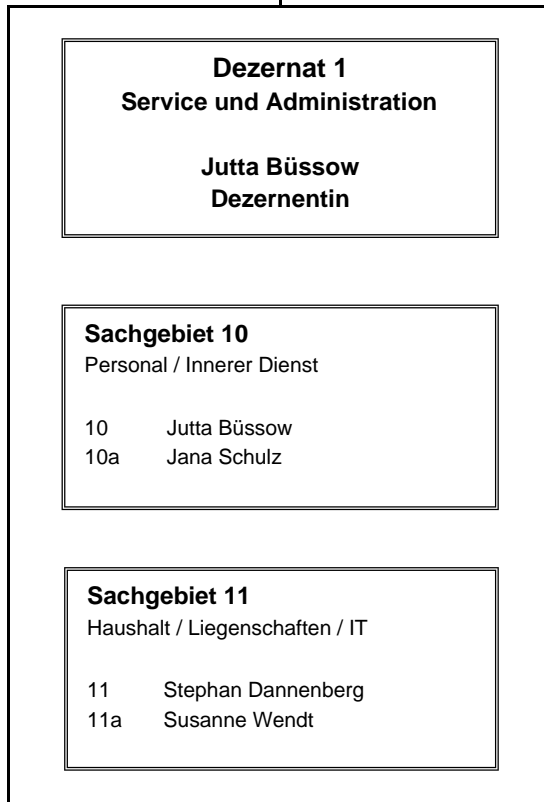 Dezernat 1
Service und Administration
Jutta Büssow
Dezernentin
Sachgebiet 10
Personal / Innerer Dienst
10 Jutta Büssow
10a Jana Schulz
Sachgebiet 11
Haushalt / Liegenschaften / IT
11 Stephan Dannenberg
11a Susanne Wendt